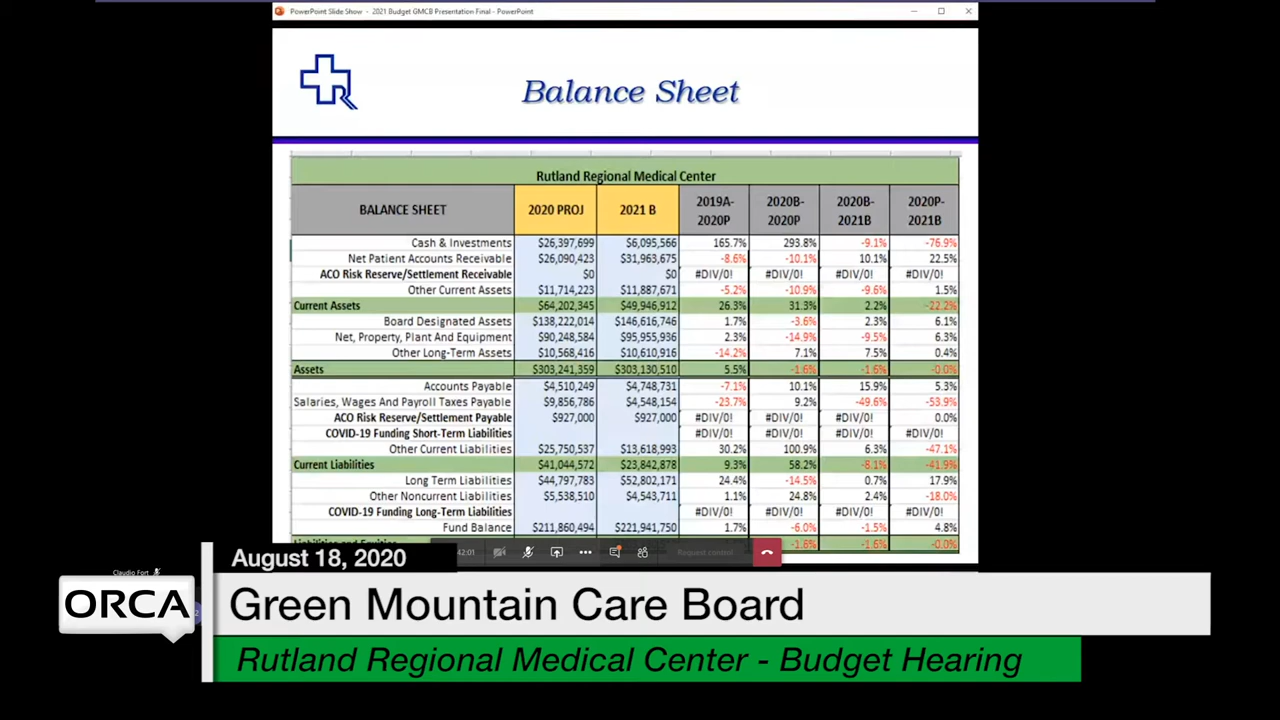 PowerPoint Slide Show - 2021 Budget GMCB Presentation Final - PowerPoint
Balance Sheet
Rutland Regional Medical Center
BALANCE SHEET 2020 PROJ 2021 B 2019A-2020P 2020B-2020P 2020B-2021B 2020P-2021B
Cash & Investments $26,397,699 $6,095,566 165.7% 293.8% -9.1% -76.9%
Net Patient Accounts Receivable $26,090,423 $31,963,675 -8.6% -10.1% 10.1% 22.5%
ACO Risk Reserve/Settlement Receivable $0 $0 #DIV/0! #DIV/0! #DIV/0! #DIV/0!
Other Current Assets $11,714,223 $11,887,671 -5.2% -10.9% -9.6% 1.5%
Current Assets $64,202,345 $49,946,912 26.3% 31.3% 2.2% -22.2%
Board Designated Assets $138,222,014 $146,616,746 1.7% -3.6% 2.3% 6.1%
Net, Property, Plant And Equipment $90,248,584 $95,955,936 2.3% -14.9% -9.5% 6.3%
Other Long-Term Assets $10,568,416 $10,610,916 -14.2% 7.1% 7.5% 0.4%
Assets $303,241,359 $303,130,510 5.5% -1.6% -1.6% -0.0%
Accounts Payable $4,510,249 $4,748,731 -7.1% 10.1% 15.9% 5.3%
Salaries, Wages And Payroll Taxes Payable $9,856,786 $4,548,154 -23.7% 9.2% -49.6% -53.9%
ACO Risk Reserve/Settlement Payable $927,000 $927,000 #DIV/0! #DIV/0! #DIV/0! 0.0%
COVID-19 Funding Short-Term Liabilities #DIV/0! #DIV/0! #DIV/0! #DIV/0!
Other Current Liabilities $25,750,537 $13,618,993 30.2% 100.9% 6.3% -47.1%
Current Liabilities $41,044,572 $23,842,878 9.3% 58.2% -8.1% -41.9%
Long Term Liabilities $44,797,783 $52,802,171 24.4% -14.5% 0.7% 17.9%
Other Noncurrent Liabilities $5,538,510 $4,543,711 1.1% 24.8% 2.4% -18.0%
COVID-19 Funding Long-Term Liabilities #DIV/0! #DIV/0! #DIV/0! #DIV/0!
Fund Balance $211,860,494 $221,941,750 1.7% -6.0% -1.5% 4.8%
-1.6% -1.6% -0.0%
42:01 Request control
August 18, 2020
Claudio Fort
ORCA
Green Mountain Care Board
Rutland Regional Medical Center - Budget Hearing